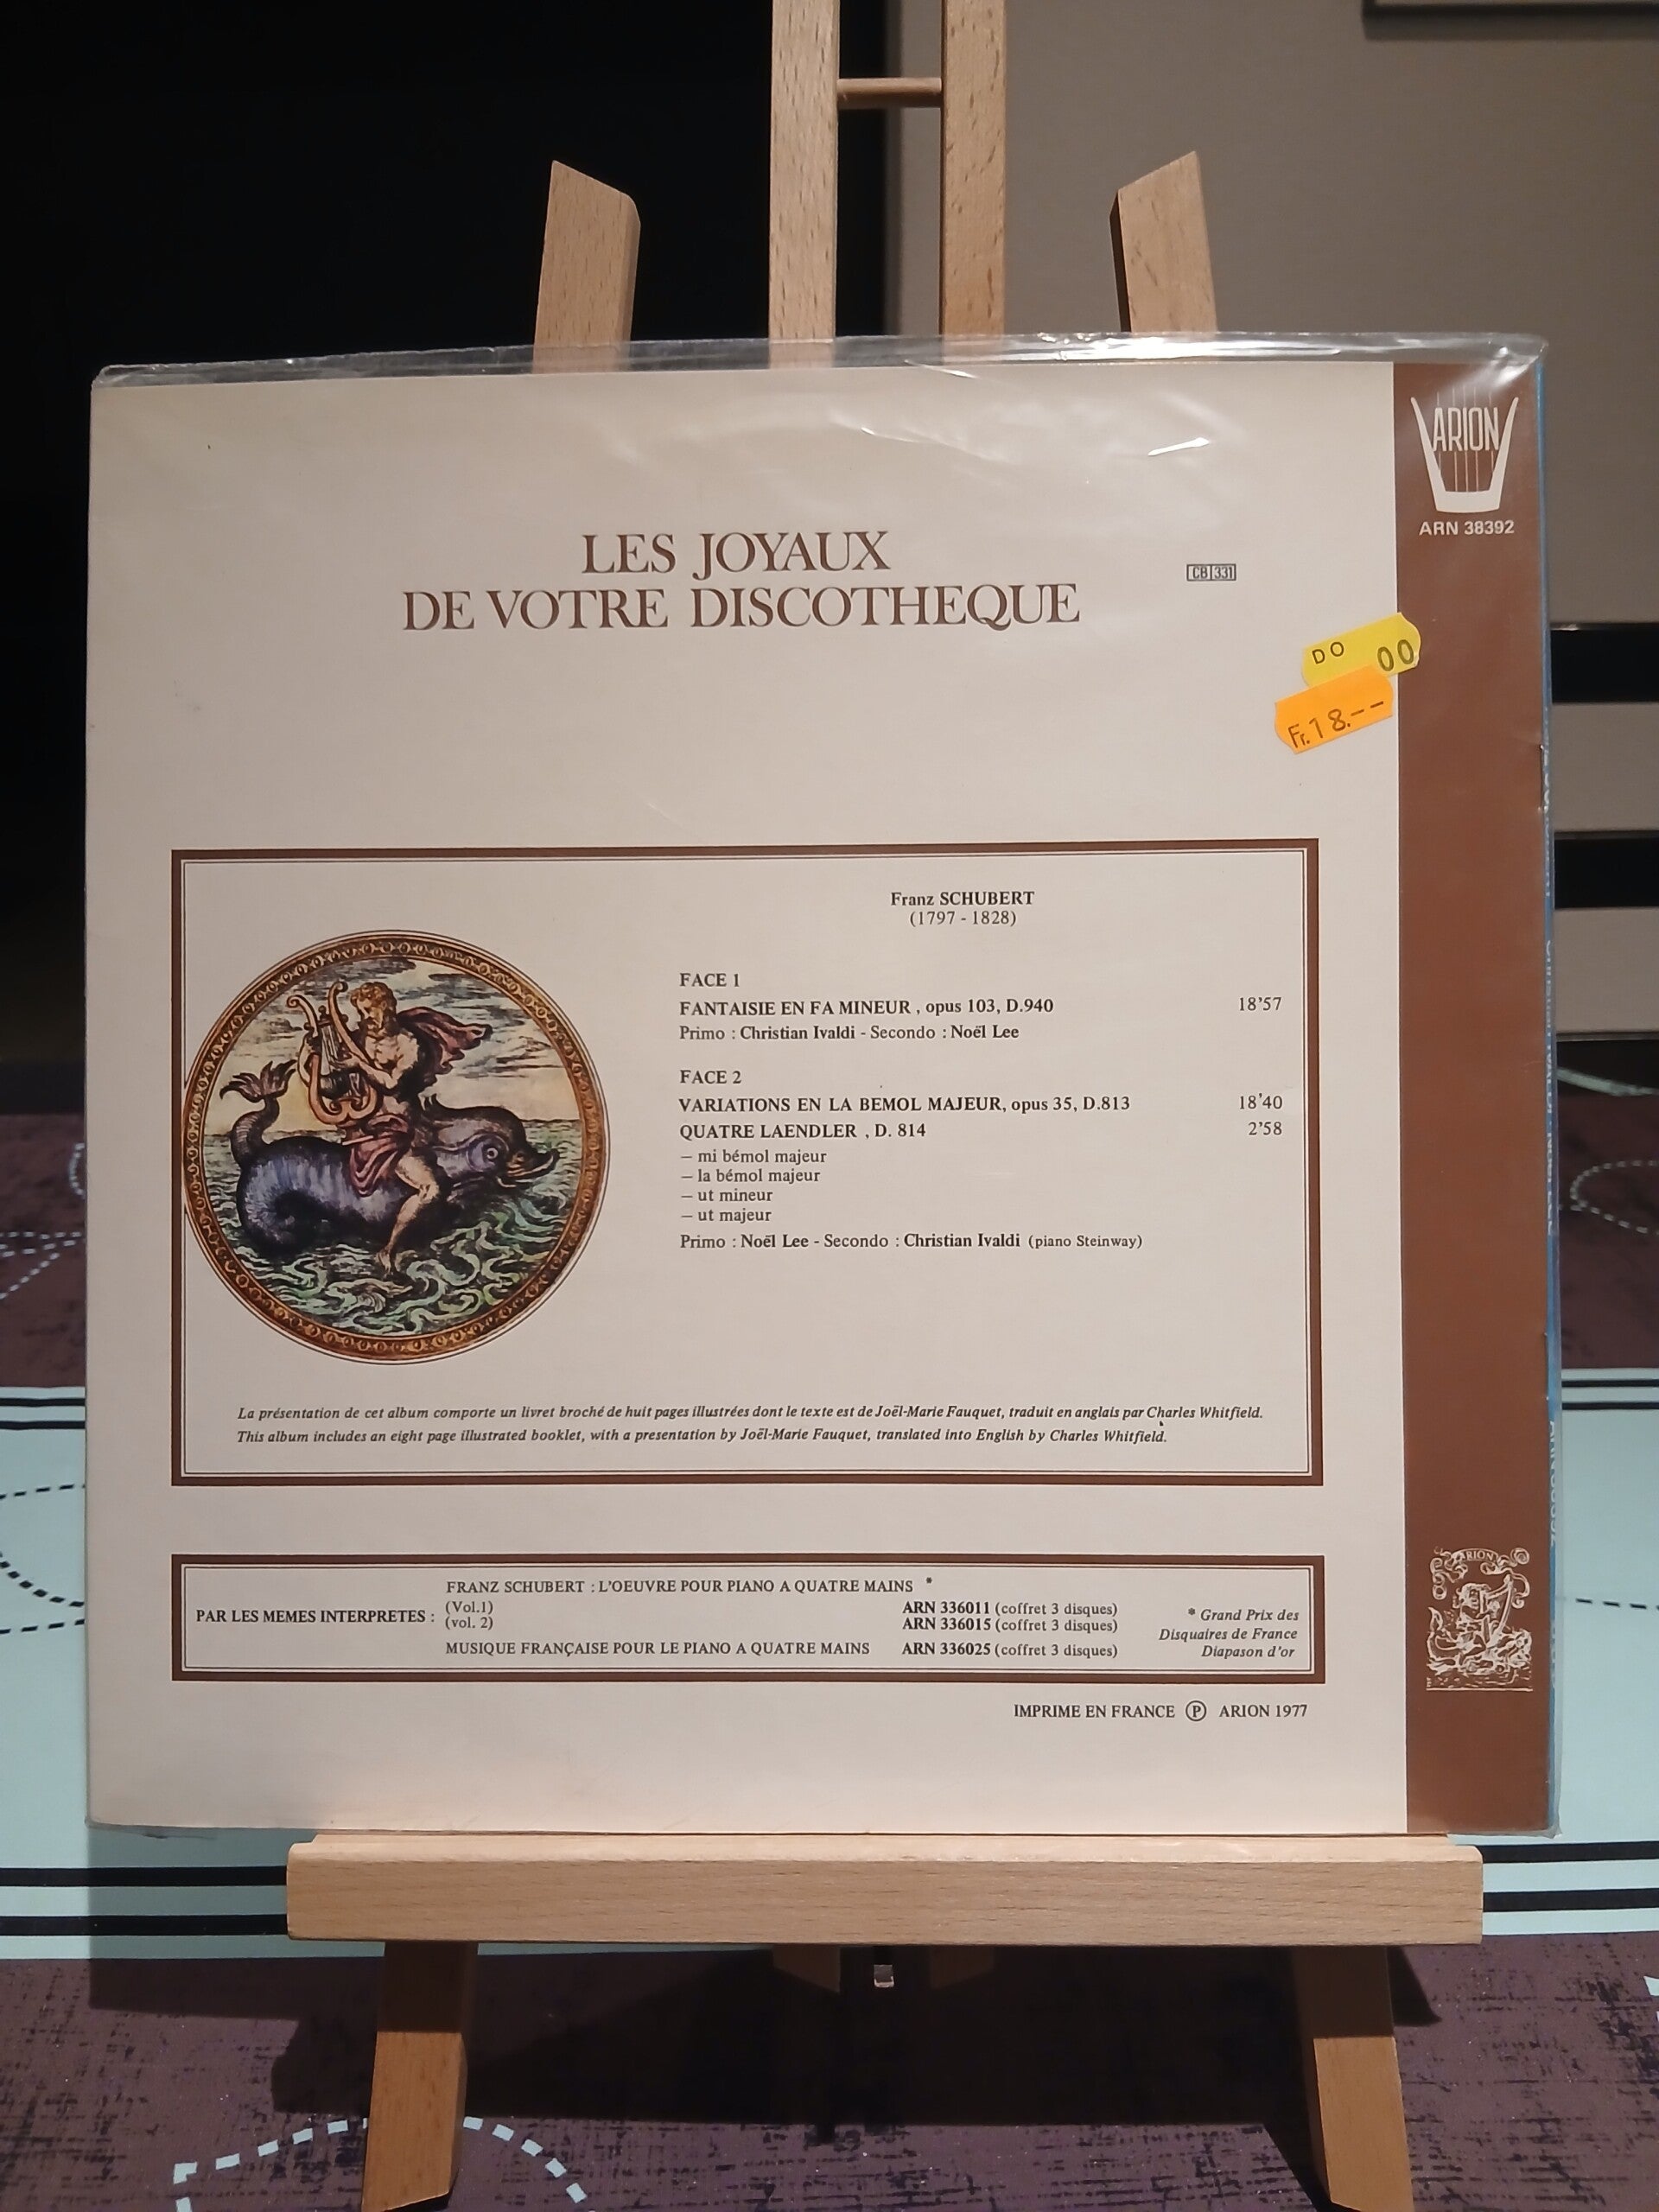 ARION
ARN 38392
LES JOYAUX
DE VOTRE DISCOTHEQUE
CB 331
DO 00
Fr. 18.--
Franz SCHUBERT
(1797 - 1828)
FACE 1
FANTAISIE EN FA MINEUR , opus 103, D.940 18'57
Primo : Christian Ivaldi - Secondo : Noël Lee
FACE 2
VARIATIONS EN LA BEMOL MAJEUR, opus 35, D.813 18'40
QUATRE LAENDLER , D. 814 2'58
– mi bémol majeur
– la bémol majeur
– ut mineur
– ut majeur
Primo : Noël Lee - Secondo : Christian Ivaldi (piano Steinway)
La présentation de cet album comporte un livret broché de huit pages illustrées dont le texte est de Joël-Marie Fauquet, traduit en anglais par Charles Whitfield.
This album includes an eight page illustrated booklet, with a presentation by Joël-Marie Fauquet, translated into English by Charles Whitfield.
FRANZ SCHUBERT : L'OEUVRE POUR PIANO A QUATRE MAINS *
PAR LES MEMES INTERPRETES :
(Vol.1) ARN 336011 (coffret 3 disques)
(vol. 2) ARN 336015 (coffret 3 disques)
MUSIQUE FRANÇAISE POUR LE PIANO A QUATRE MAINS ARN 336025 (coffret 3 disques)
* Grand Prix des
Disquaires de France
Diapason d'or
ARION
IMPRIME EN FRANCE Ⓟ ARION 1977